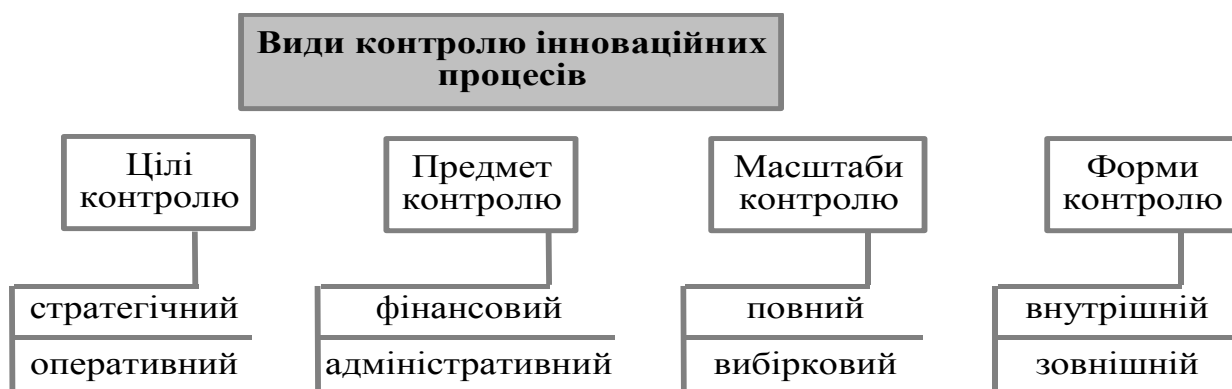 Види контролю інноваційних
процесів
Цілі
контролю
Предмет
контролю
Масштаби
контролю
Форми
контролю
стратегічний
фінансовий
повний
внутрішній
оперативний
адміністративний
вибірковий
зовнішній